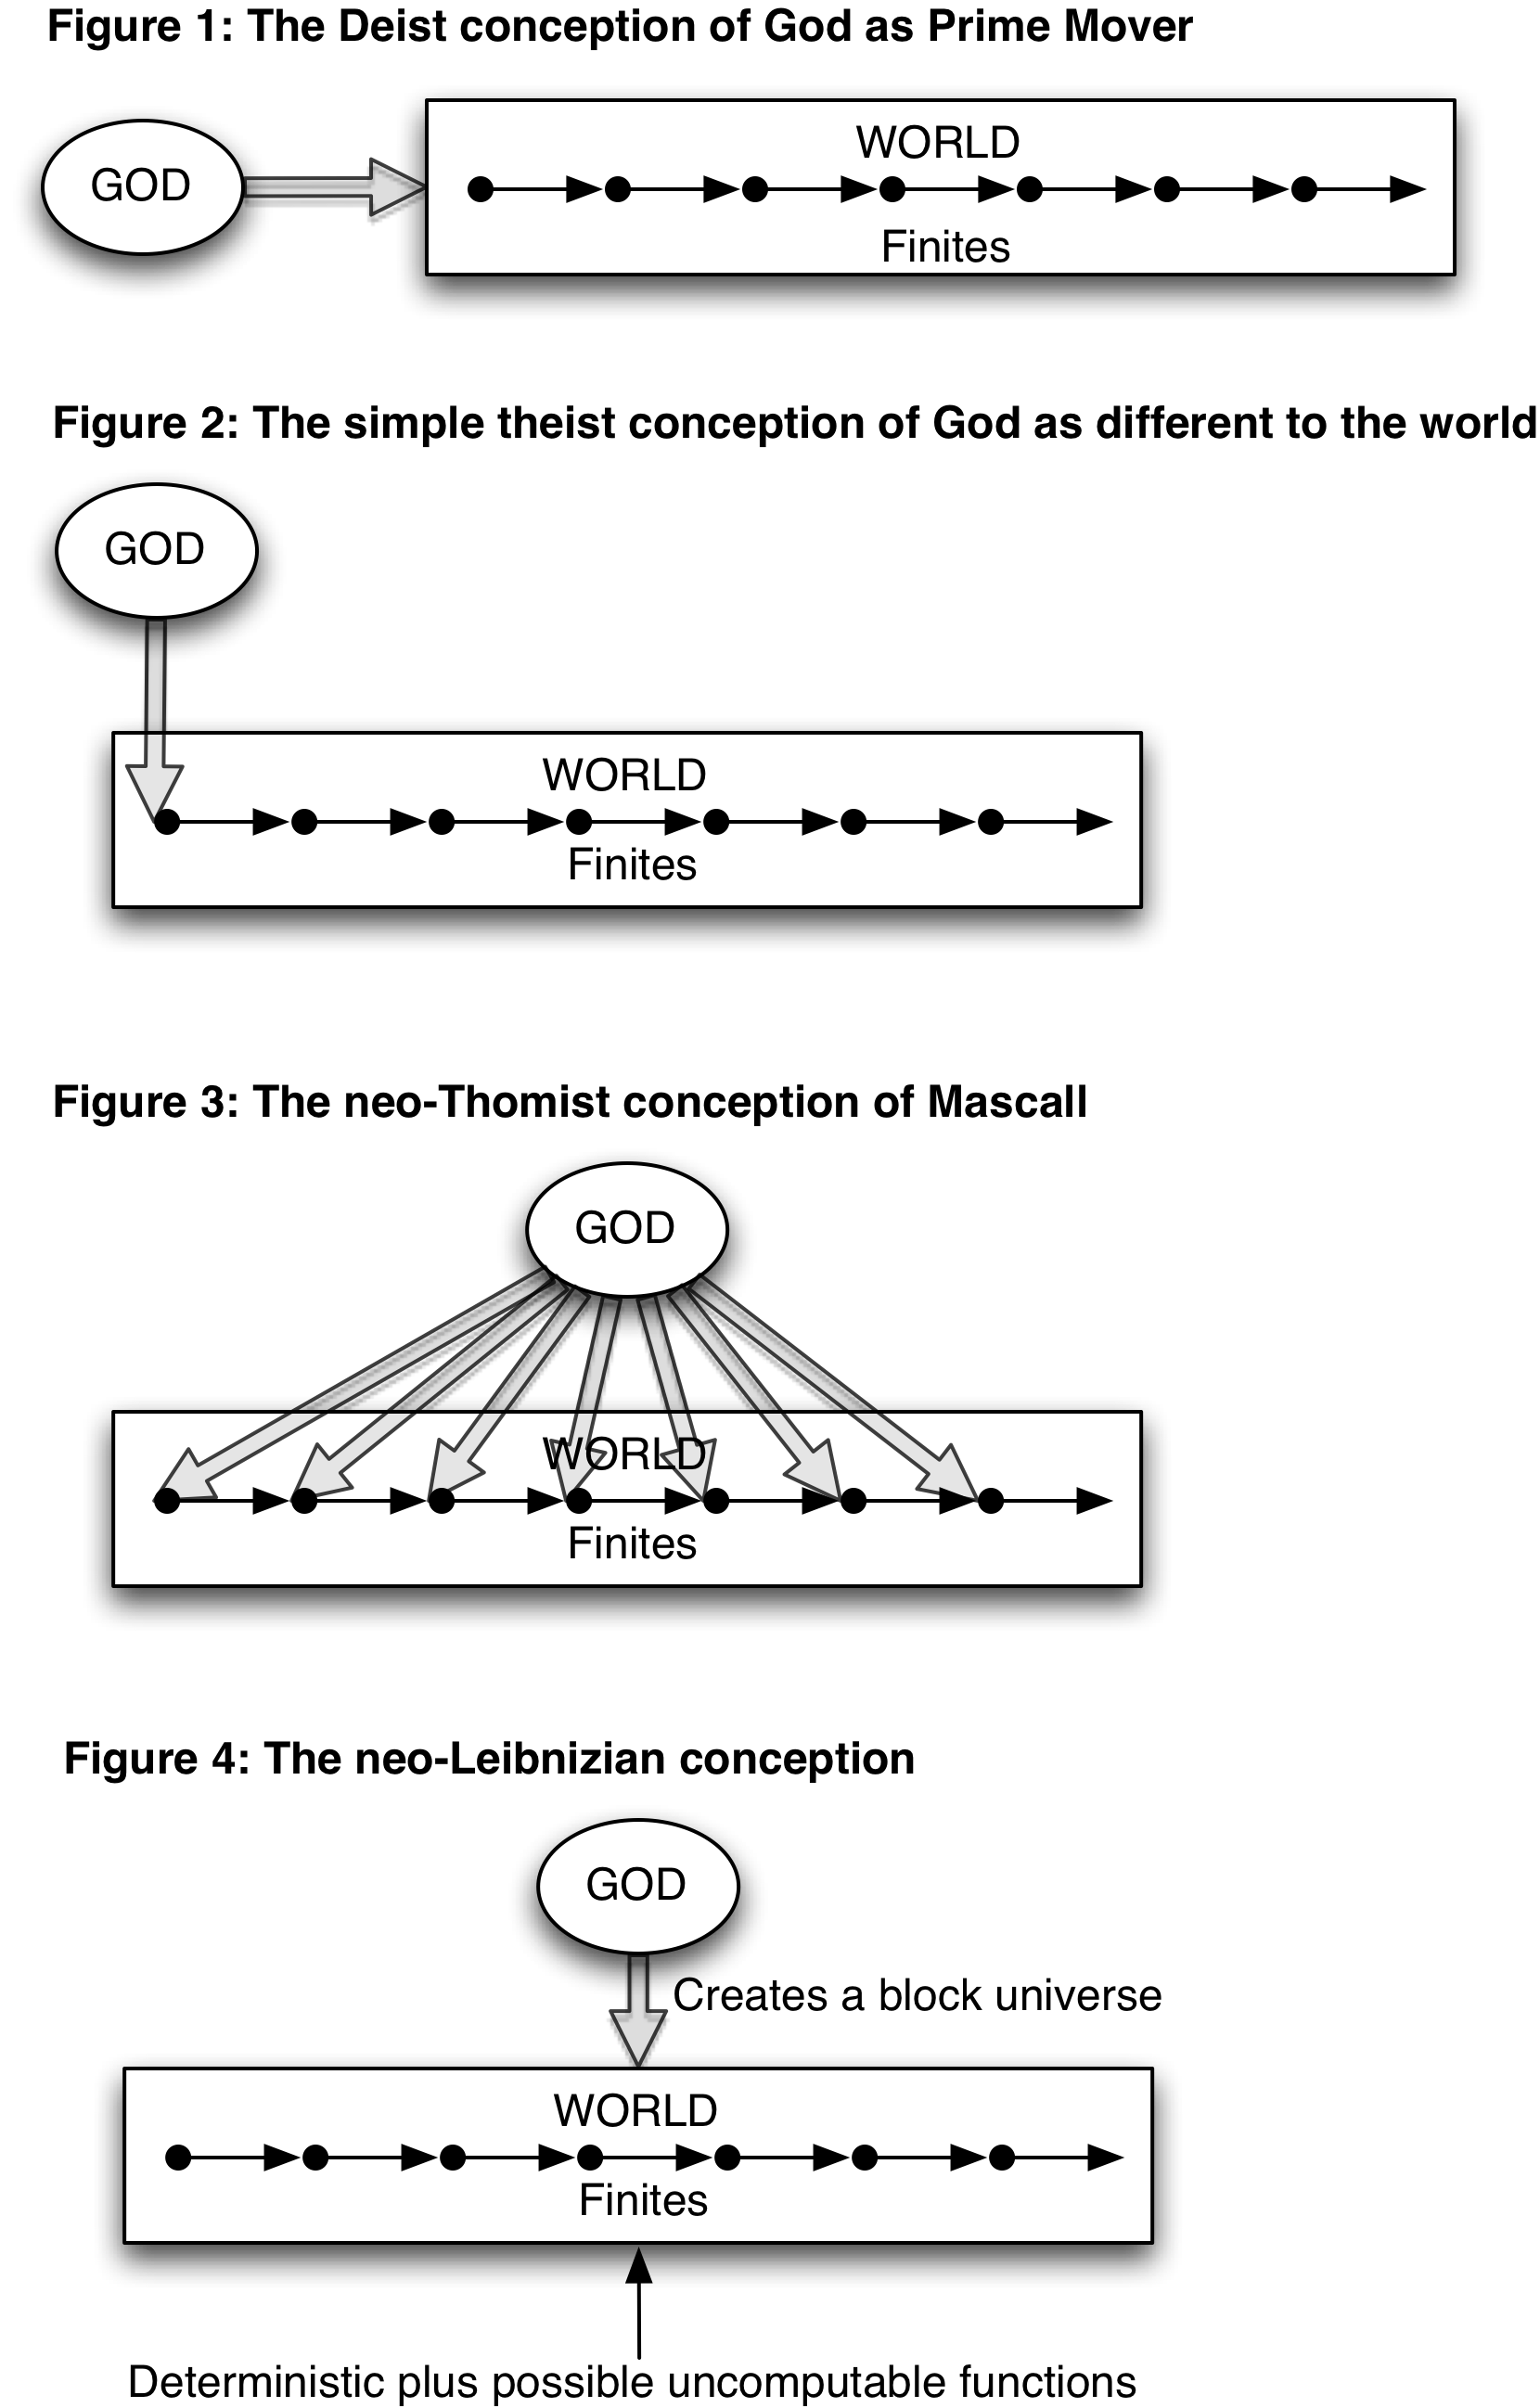 Figure 1: The Deist conception of God as Prime Mover
WORLD
GOD
Finites
Figure 2: The simple theist conception of God as different to the world
GOD
WORLD
Finites
Figure 3: The neo-Thomist conception of Mascall
GOD
WORLD
Finites
Figure 4: The neo-Leibnizian conception
GOD
Creates a block universe
WORLD
Finites
Deterministic plus possible uncomputable functions